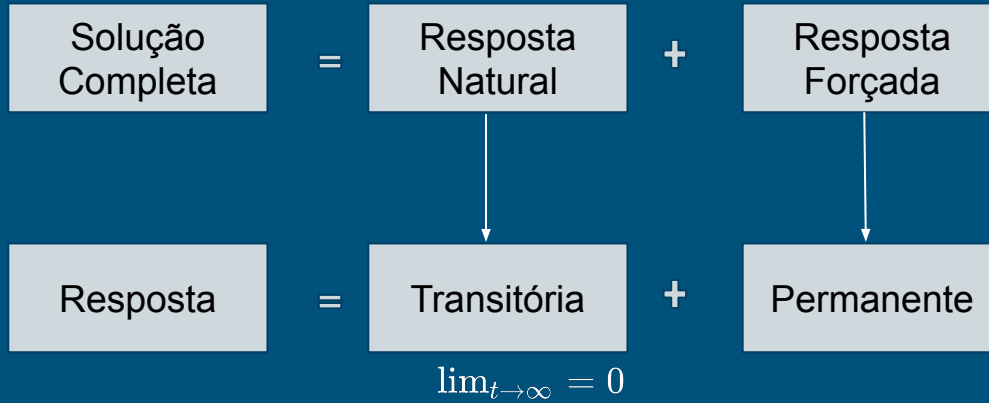 Solução
Completa
=
Resposta
Natural
+
Resposta
Forçada
Resposta
=
Transitória
+
Permanente
lim_{t→∞} = 0